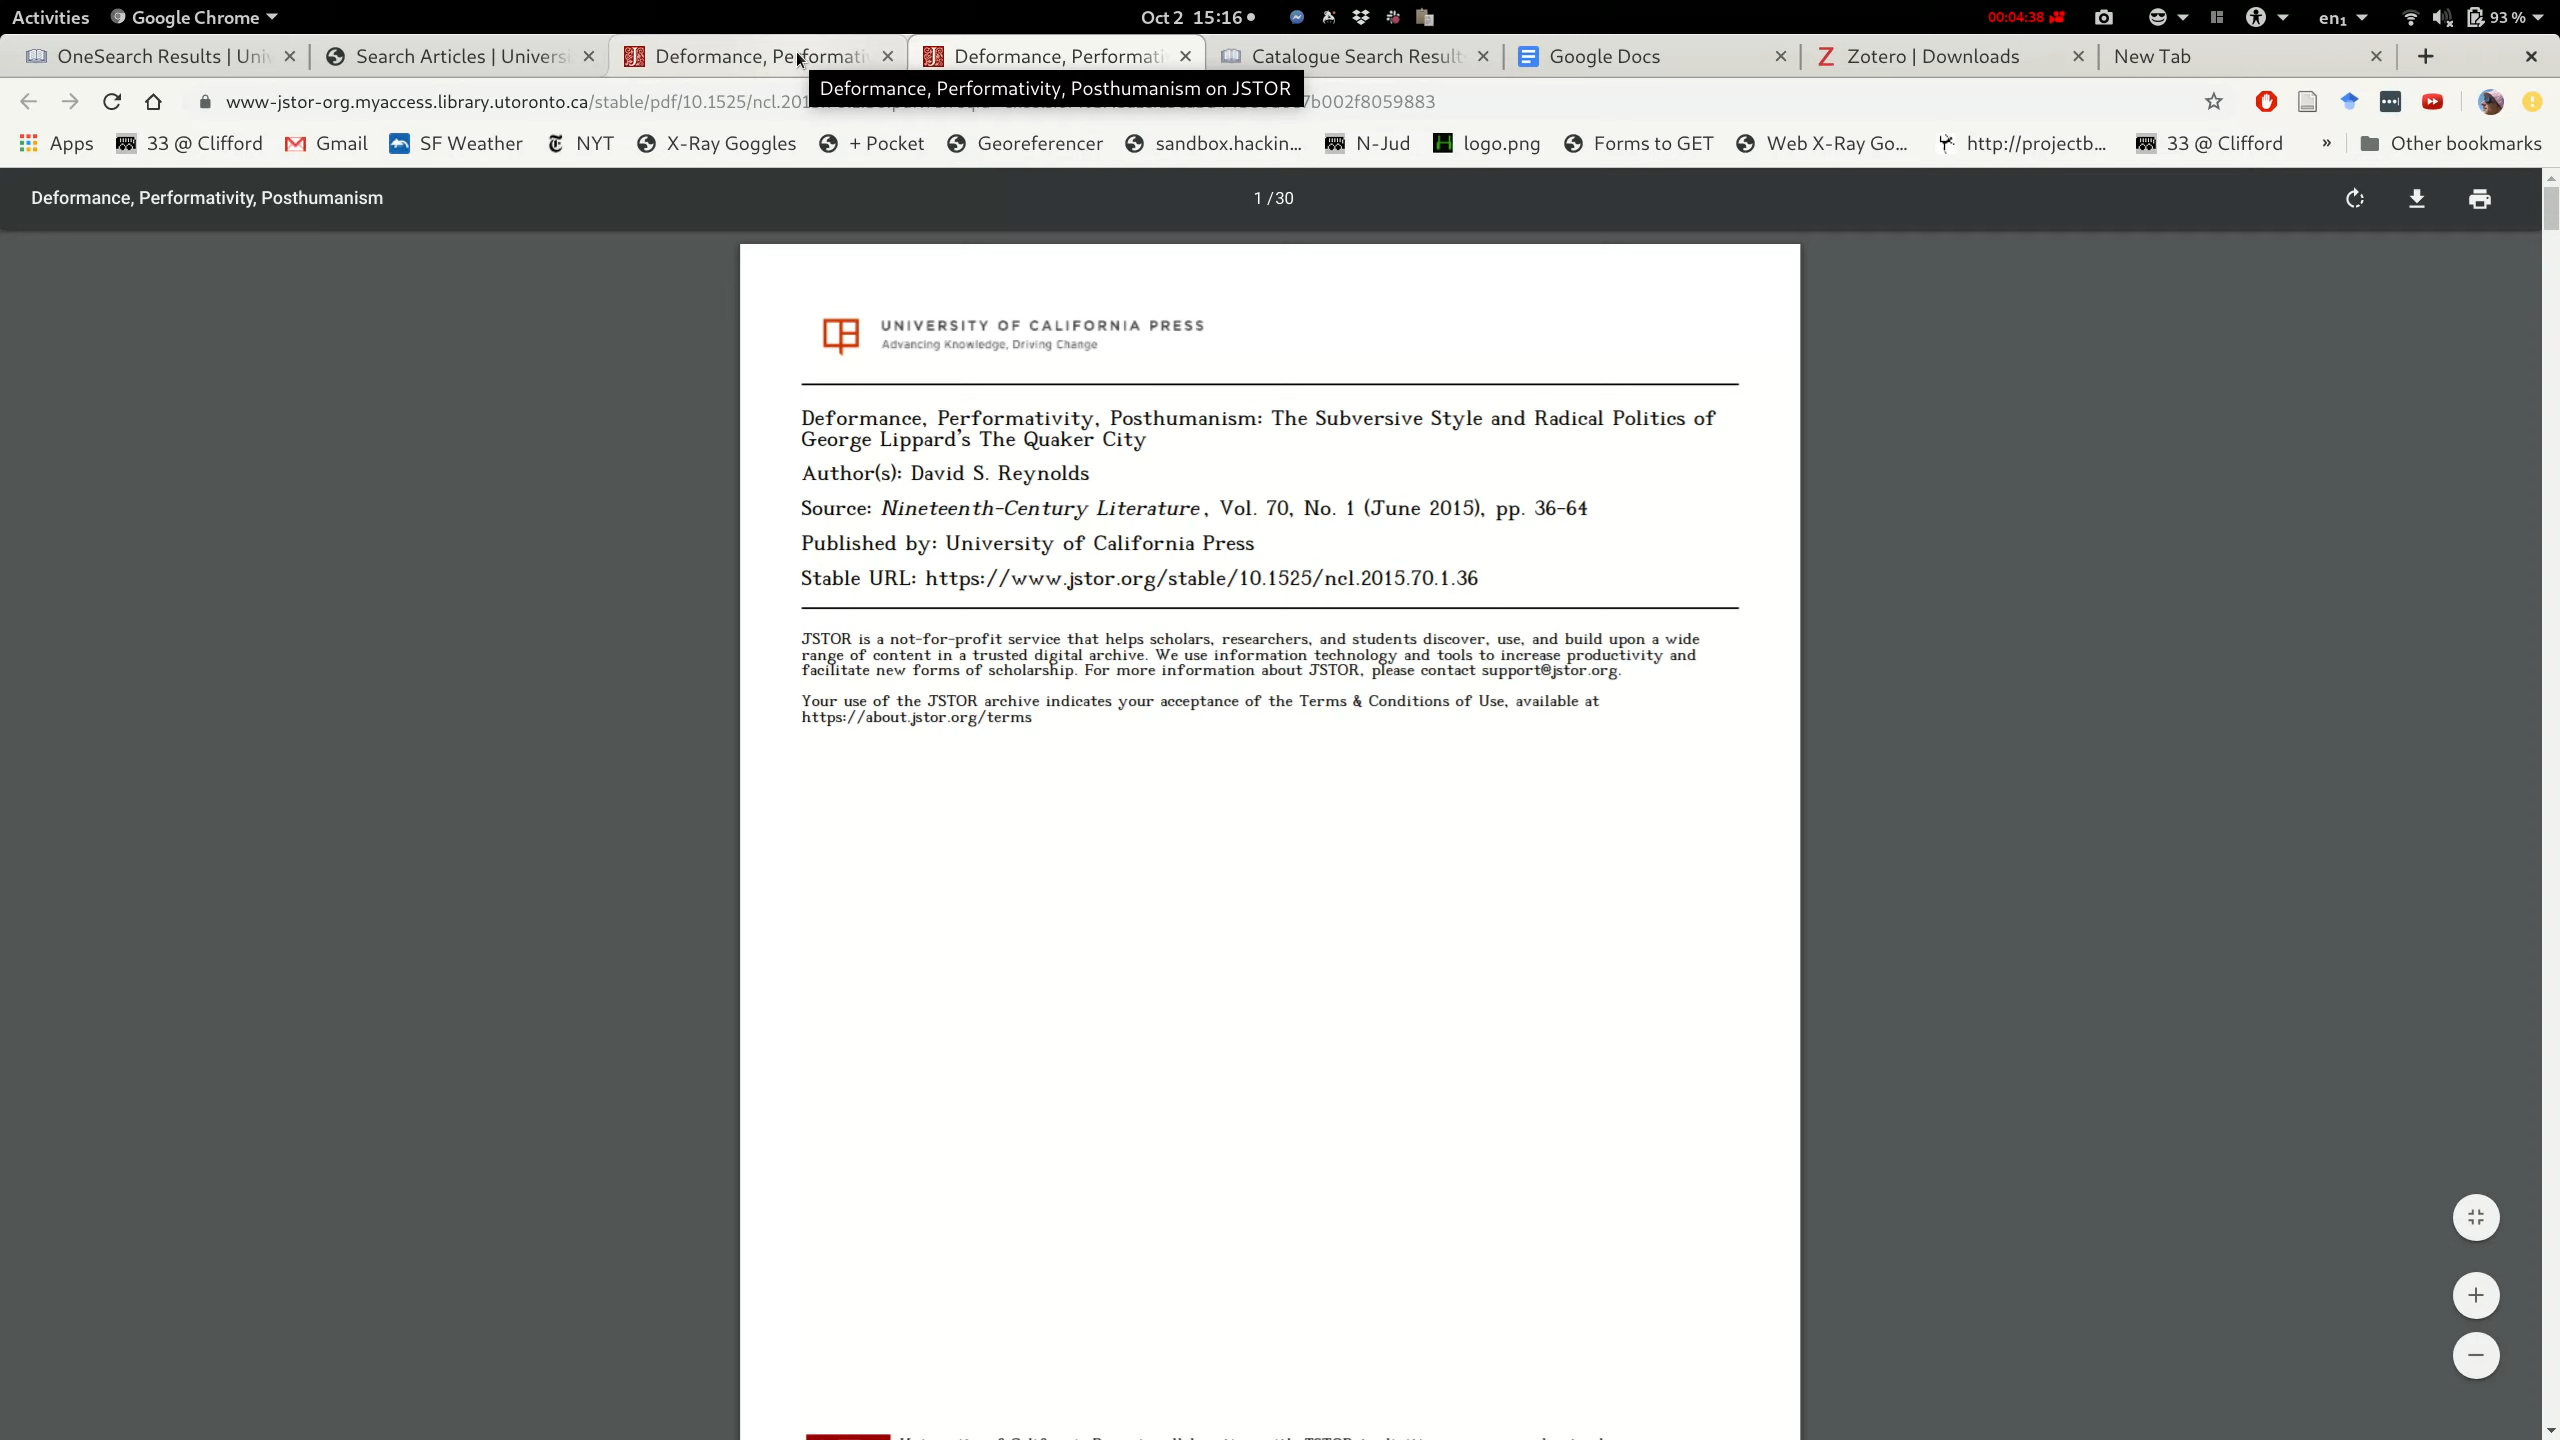 Activities Google Chrome Oct 2 15:16 00:04:38 en₁ 93 %
OneSearch Results | Uni Search Articles | Univers Deformance, Performati Deformance, Performati Catalogue Search Result Google Docs Zotero | Downloads New Tab
Deformance, Performativity, Posthumanism on JSTOR
www-jstor-org.myaccess.library.utoronto.ca/stable/pdf/10.1525/ncl.201 7b002f8059883
Apps 33 @ Clifford Gmail SF Weather NYT X-Ray Goggles + Pocket Georeferencer sandbox.hackin... N-Jud logo.png Forms to GET Web X-Ray Go... http://projectb... 33 @ Clifford » Other bookmarks
Deformance, Performativity, Posthumanism 1 / 30
UNIVERSITY OF CALIFORNIA PRESS
Advancing Knowledge, Driving Change
Deformance, Performativity, Posthumanism: The Subversive Style and Radical Politics of
George Lippard's The Quaker City
Author(s): David S. Reynolds
Source: Nineteenth-Century Literature, Vol. 70, No. 1 (June 2015), pp. 36-64
Published by: University of California Press
Stable URL: https://www.jstor.org/stable/10.1525/ncl.2015.70.1.36
JSTOR is a not-for-profit service that helps scholars, researchers, and students discover, use, and build upon a wide
range of content in a trusted digital archive. We use information technology and tools to increase productivity and
facilitate new forms of scholarship. For more information about JSTOR, please contact support@jstor.org.
Your use of the JSTOR archive indicates your acceptance of the Terms & Conditions of Use, available at
https://about.jstor.org/terms